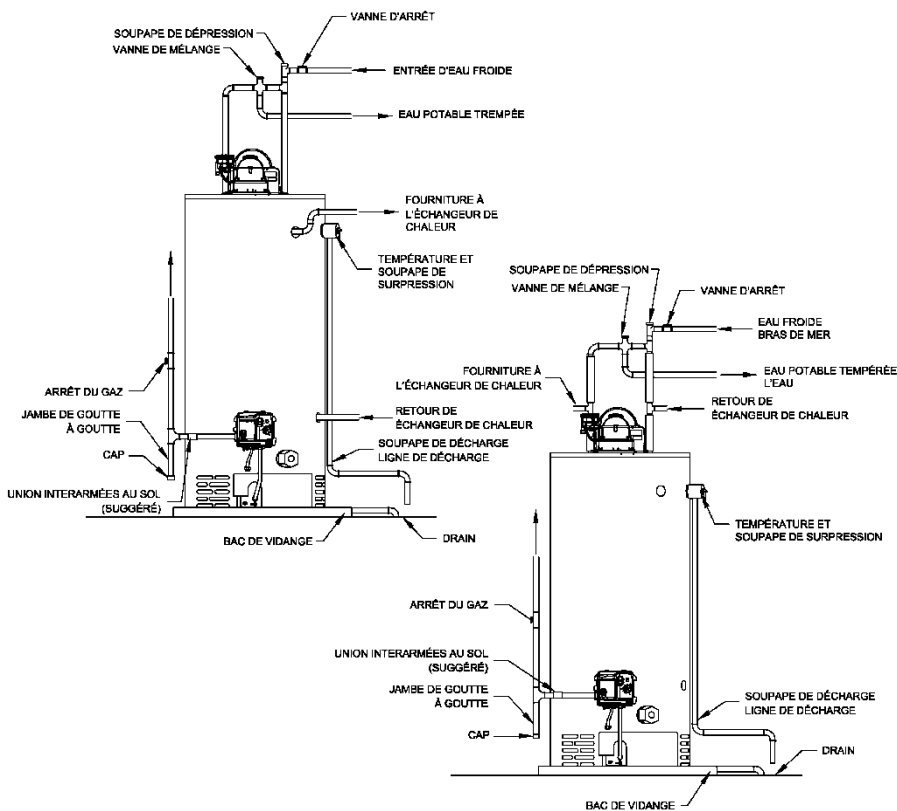 VANNE D'ARRÊT
SOUPAPE DE DÉPRESSION
VANNE DE MÉLANGE
ENTRÉE D'EAU FROIDE
EAU POTABLE TREMPÉE
FOURNITURE À
L'ÉCHANGEUR DE
CHALEUR
TEMPÉRATURE ET
SOUPAPE DE
SURPRESSION
ARRÊT DU GAZ
JAMBE DE GOUTTE
À GOUTTE
CAP
UNION INTERARMÉES AU SOL
(SUGGÉRÉ)
RETOUR DE
ÉCHANGEUR DE CHALEUR
SOUPAPE DE DÉCHARGE
LIGNE DE DÉCHARGE
BAC DE VIDANGE
DRAIN
SOUPAPE DE DÉPRESSION
VANNE DE MÉLANGE
VANNE D'ARRÊT
EAU FROIDE
BRAS DE MER
FOURNITURE À
L'ÉCHANGEUR DE CHALEUR
EAU POTABLE TEMPÉRÉE
L'EAU
RETOUR DE
ÉCHANGEUR DE CHALEUR
TEMPÉRATURE ET
SOUPAPE DE SURPRESSION
ARRÊT DU GAZ
UNION INTERARMÉES AU SOL
(SUGGÉRÉ)
JAMBE DE GOUTTE
À GOUTTE
CAP
SOUPAPE DE DÉCHARGE
LIGNE DE DÉCHARGE
DRAIN
BAC DE VIDANGE